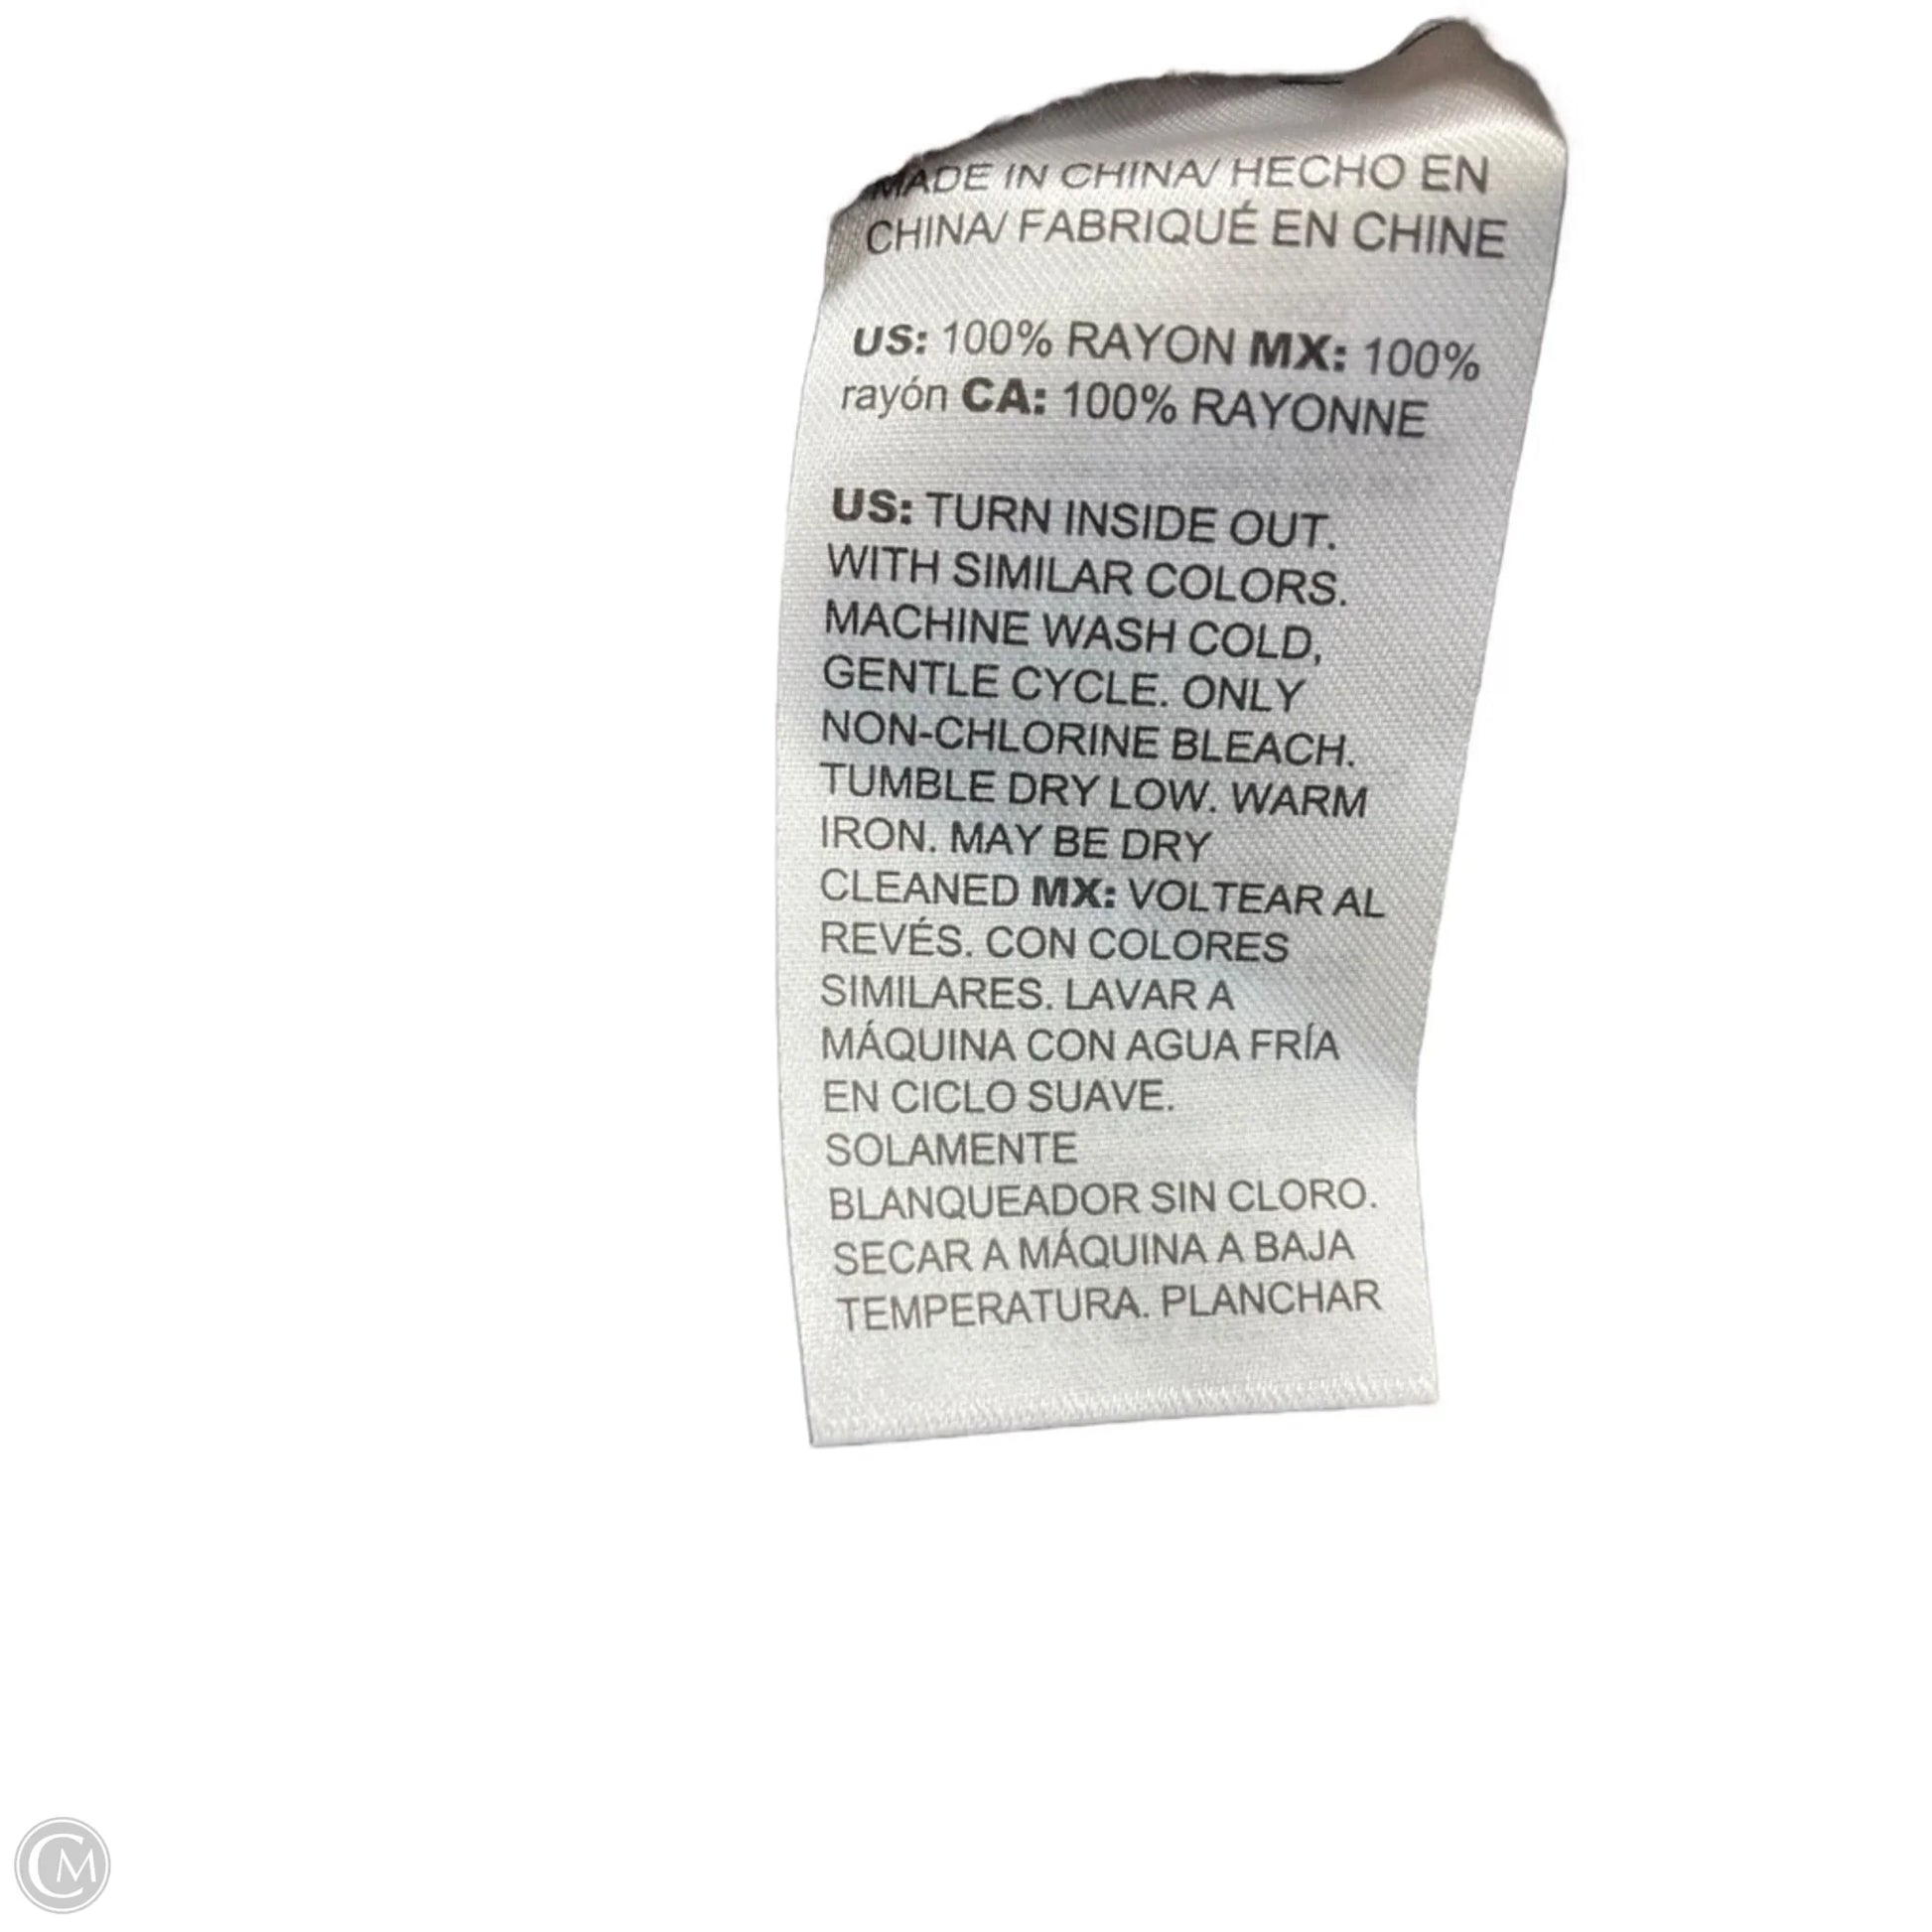 MADE IN CHINA/ HECHO EN
CHINA/ FABRIQUÉ EN CHINE
US: 100% RAYON MX: 100%
rayón CA: 100% RAYONNE
US: TURN INSIDE OUT.
WITH SIMILAR COLORS.
MACHINE WASH COLD,
GENTLE CYCLE. ONLY
NON-CHLORINE BLEACH.
TUMBLE DRY LOW. WARM
IRON. MAY BE DRY
CLEANED MX: VOLTEAR AL
REVÉS. CON COLORES
SIMILARES. LAVAR A
MÁQUINA CON AGUA FRÍA
EN CICLO SUAVE.
SOLAMENTE
BLANQUEADOR SIN CLORO.
SECAR A MÁQUINA A BAJA
TEMPERATURA. PLANCHAR
CM